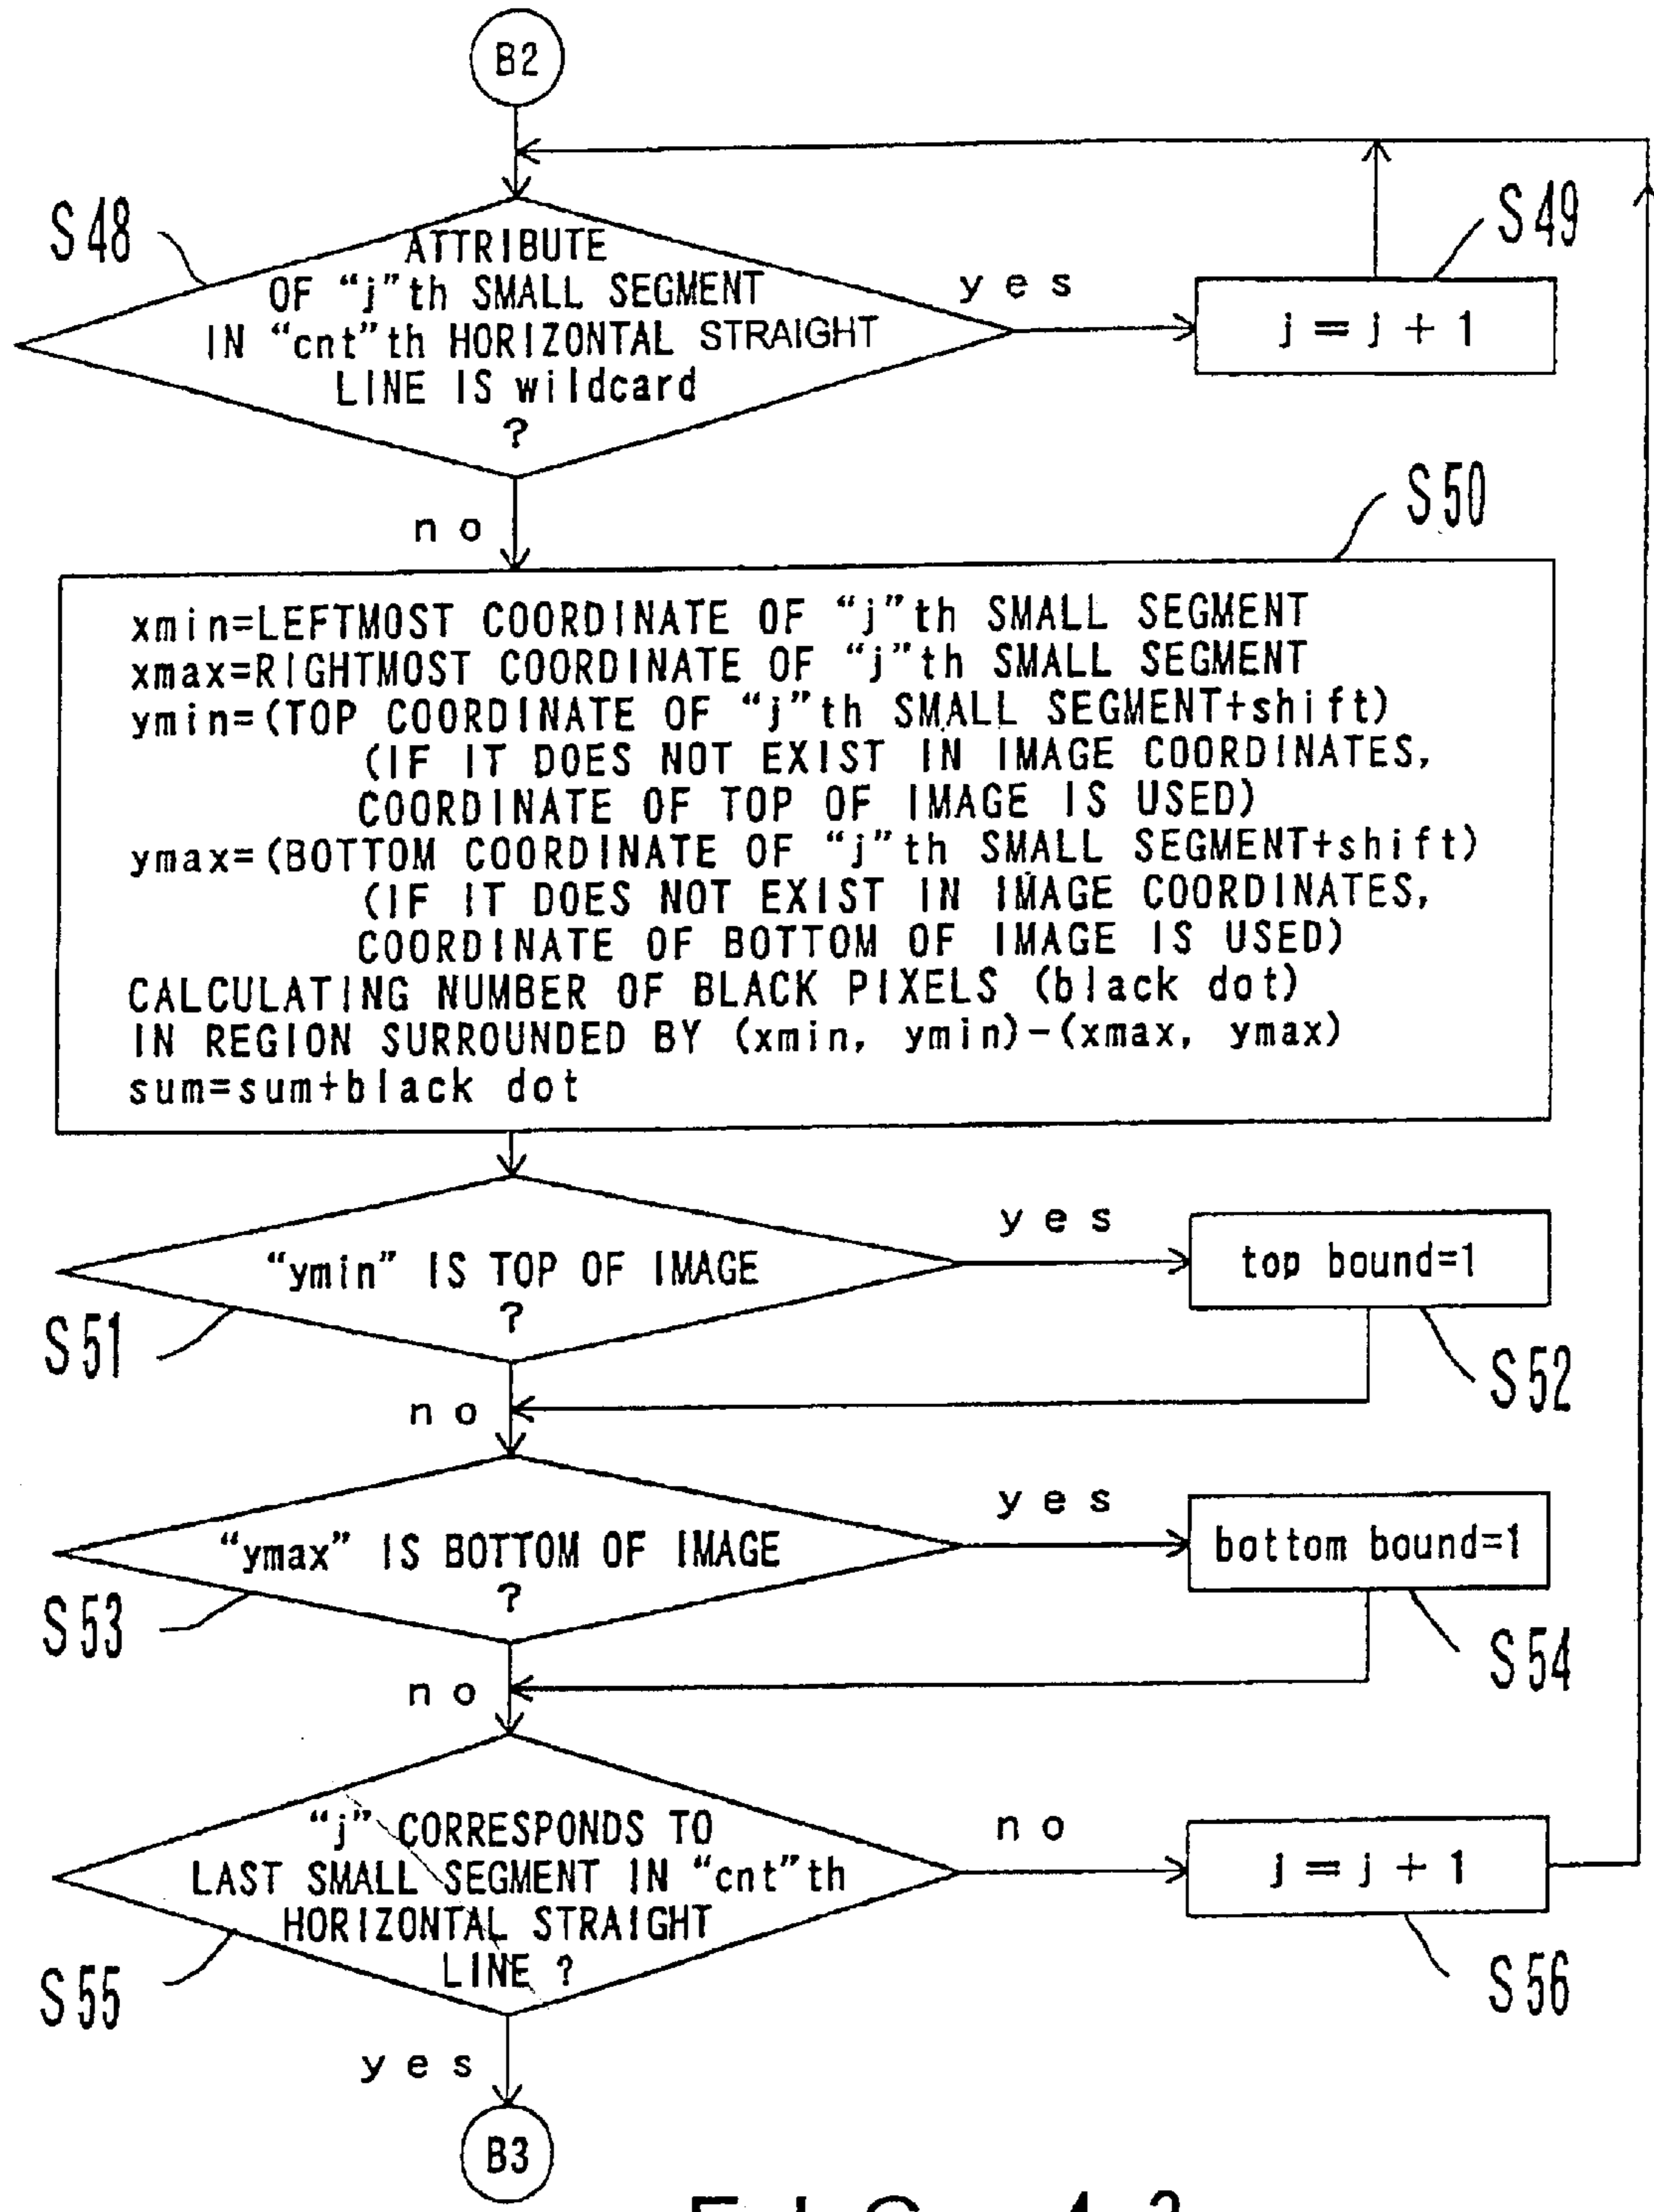 B2
S48
ATTRIBUTE
OF “j”th SMALL SEGMENT
IN “cnt”th HORIZONTAL STRAIGHT
LINE IS wildcard
?
yes
S49
j = j + 1
no
S50
xmin=LEFTMOST COORDINATE OF “j”th SMALL SEGMENT
xmax=RIGHTMOST COORDINATE OF “j”th SMALL SEGMENT
ymin=(TOP COORDINATE OF “j”th SMALL SEGMENT+shift)
(IF IT DOES NOT EXIST IN IMAGE COORDINATES,
COORDINATE OF TOP OF IMAGE IS USED)
ymax=(BOTTOM COORDINATE OF “j”th SMALL SEGMENT+shift)
(IF IT DOES NOT EXIST IN IMAGE COORDINATES,
COORDINATE OF BOTTOM OF IMAGE IS USED)
CALCULATING NUMBER OF BLACK PIXELS (black dot)
IN REGION SURROUNDED BY (xmin, ymin)-(xmax, ymax)
sum=sum+black dot
“ymin” IS TOP OF IMAGE
?
yes
top bound=1
S51
S52
no
“ymax” IS BOTTOM OF IMAGE
?
yes
bottom bound=1
S53
S54
no
“j” CORRESPONDS TO
LAST SMALL SEGMENT IN “cnt”th
HORIZONTAL STRAIGHT
LINE ?
no
j = j + 1
S55
S56
yes
B3